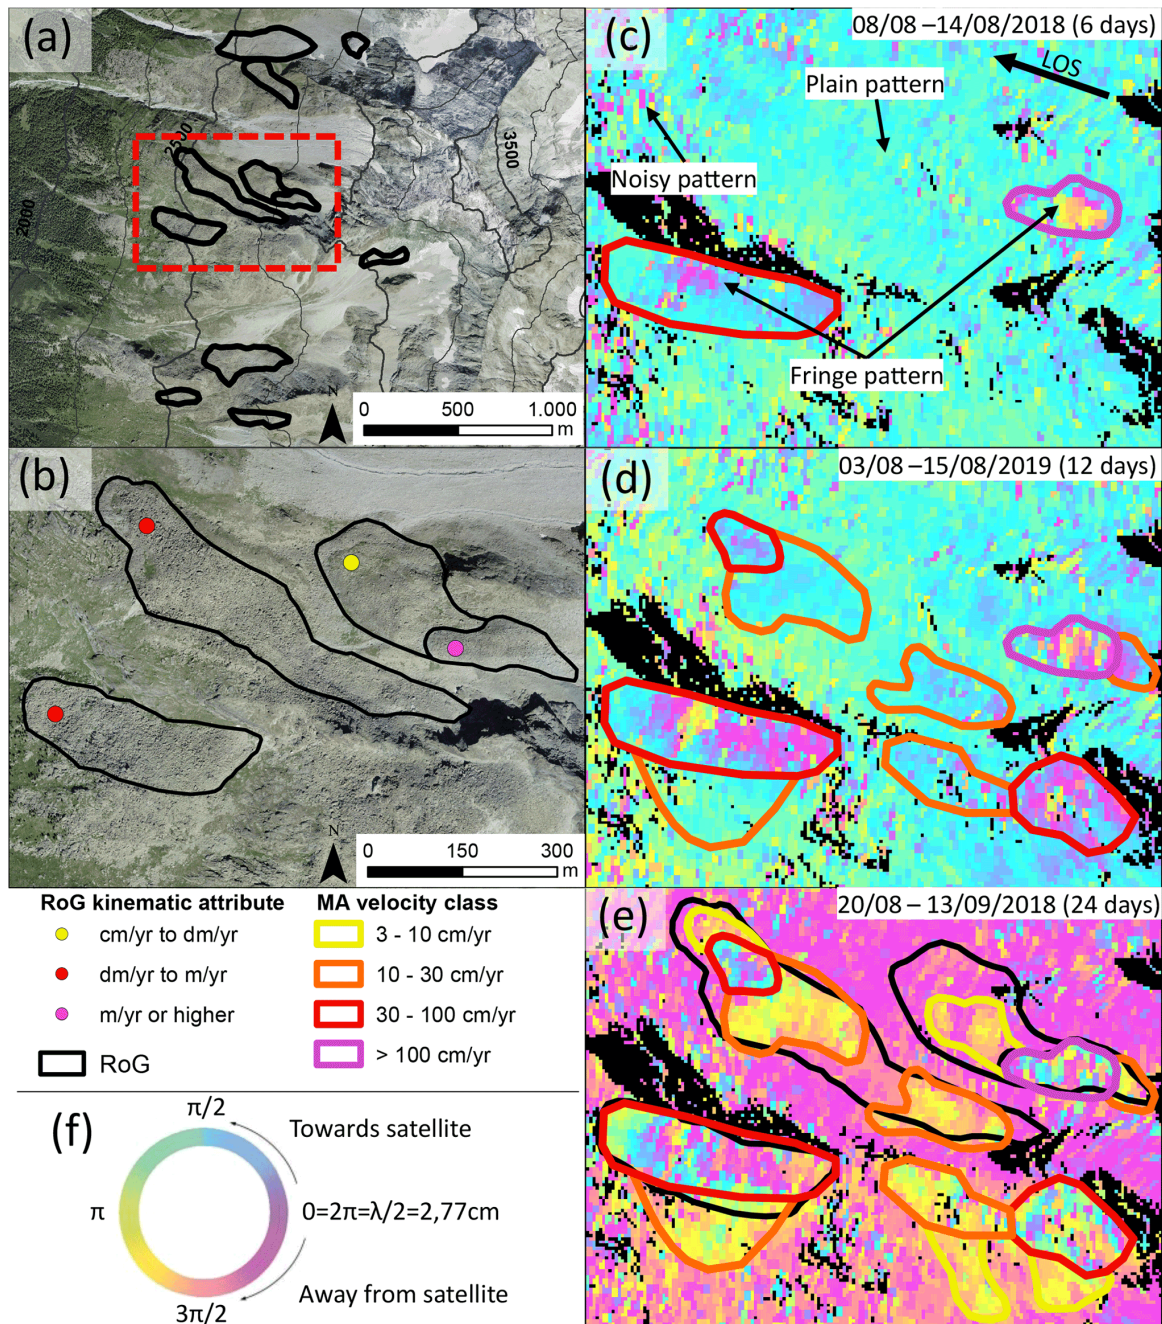 (a)
2500
3500
2000
N
0 500 1.000
m
(b)
N
0 150 300
m
(c)
08/08 –14/08/2018 (6 days)
LOS
Plain pattern
Noisy pattern
Fringe pattern
(d)
03/08 –15/08/2019 (12 days)
(e)
20/08 – 13/09/2018 (24 days)
RoG kinematic attribute
cm/yr to dm/yr
dm/yr to m/yr
m/yr or higher
RoG
MA velocity class
3 - 10 cm/yr
10 - 30 cm/yr
30 - 100 cm/yr
> 100 cm/yr
(f)
π/2
Towards satellite
π
0=2π=λ/2=2,77cm
3π/2
Away from satellite